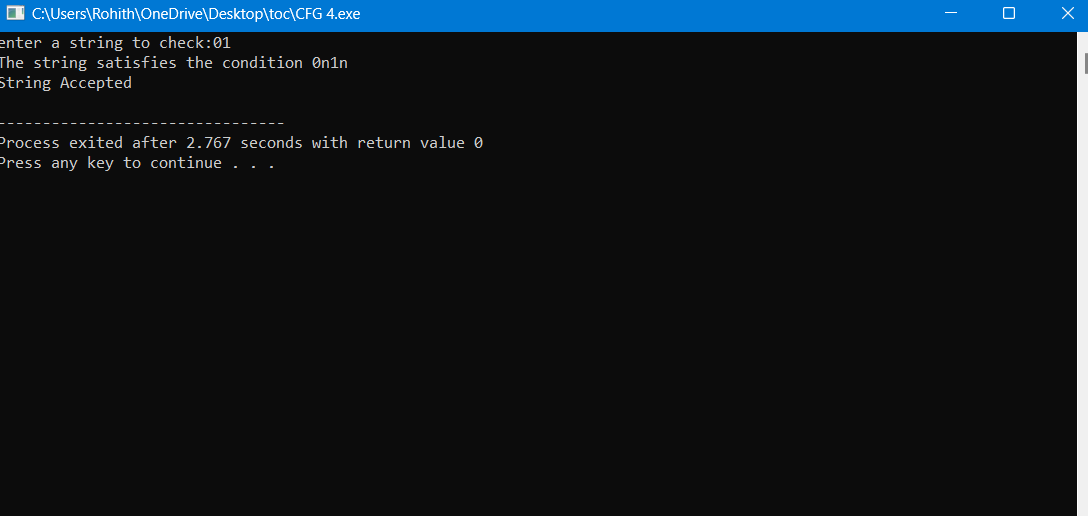 C:\Users\Rohith\OneDrive\Desktop\toc\CFG 4.exe
enter a string to check:01
The string satisfies the condition 0n1n
String Accepted
--------------------------------
Process exited after 2.767 seconds with return value 0
Press any key to continue . . .